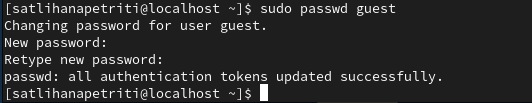 [satlihanapetriti@localhost ~]$ sudo passwd guest
Changing password for user guest.
New password:
Retype new password:
passwd: all authentication tokens updated successfully.
[satlihanapetriti@localhost ~]$